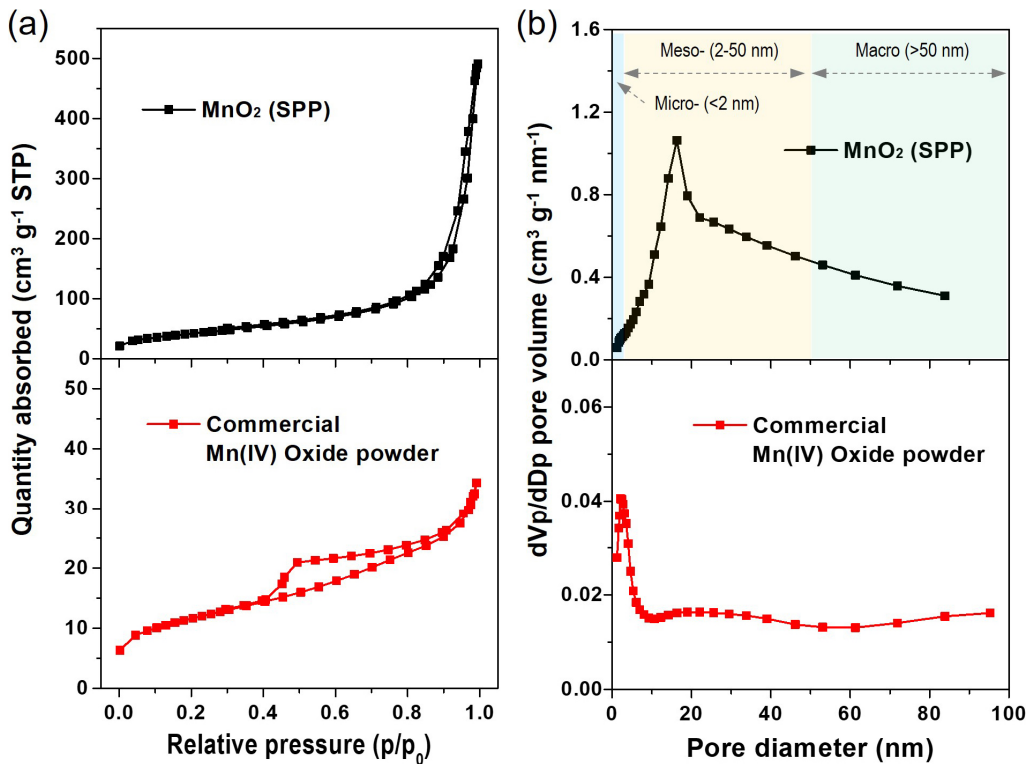 (a)
Quantity absorbed (cm³ g⁻¹ STP)
500
400
300
200
100
0
MnO₂ (SPP)
50
40
30
20
10
0
Commercial
Mn(IV) Oxide powder
0.0 0.2 0.4 0.6 0.8 1.0
Relative pressure (p/p₀)
(b)
dVp/dDp pore volume (cm³ g⁻¹ nm⁻¹)
1.6
1.2
0.8
0.4
0.0
Meso- (2-50 nm)
Macro (>50 nm)
Micro- (<2 nm)
MnO₂ (SPP)
0.06
0.04
0.02
0.00
Commercial
Mn(IV) Oxide powder
0 20 40 60 80 100
Pore diameter (nm)